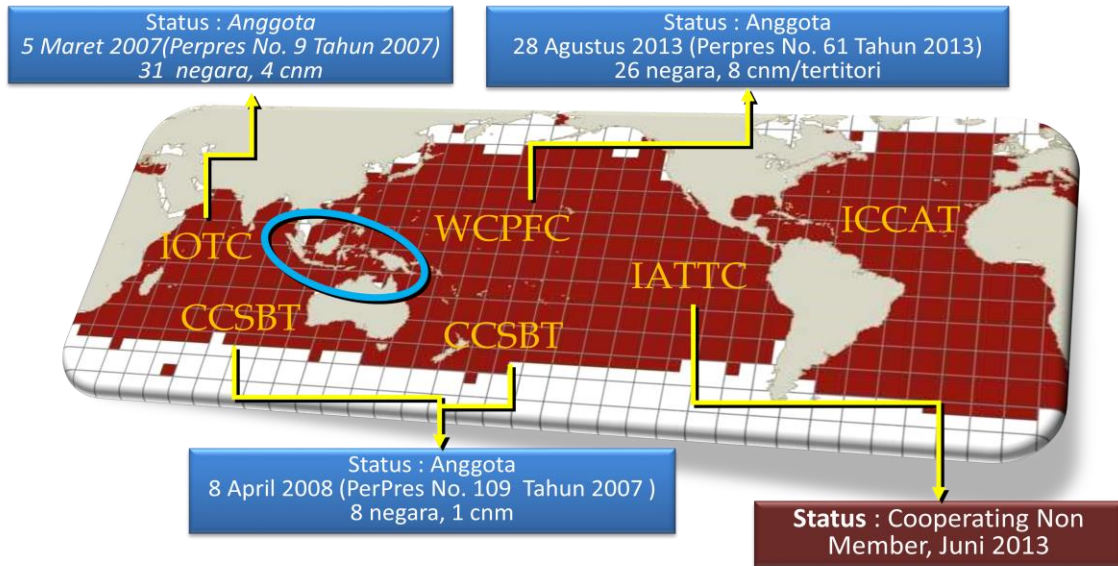 Status : Anggota
5 Maret 2007(Perpres No. 9 Tahun 2007)
31 negara, 4 cnm
Status : Anggota
28 Agustus 2013 (Perpres No. 61 Tahun 2013)
26 negara, 8 cnm/tertitori
IOTC
WCPFC
ICCAT
IATTC
CCSBT
CCSBT
Status : Anggota
8 April 2008 (PerPres No. 109 Tahun 2007 )
8 negara, 1 cnm
Status : Cooperating Non
Member, Juni 2013